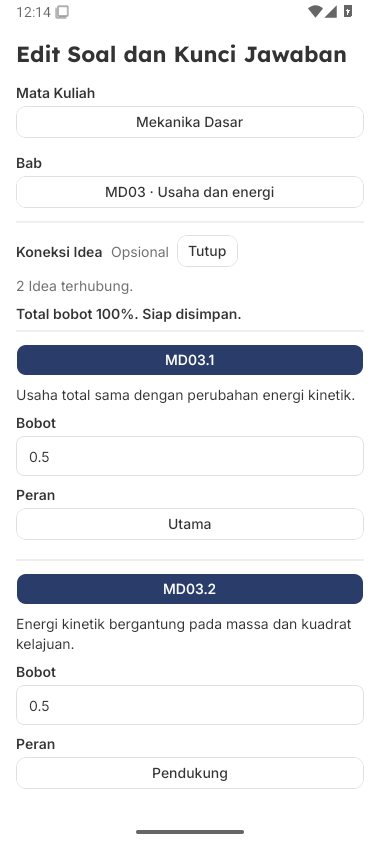 12:14
Edit Soal dan Kunci Jawaban
Mata Kuliah
Mekanika Dasar
Bab
MD03 · Usaha dan energi
Koneksi Idea Opsional Tutup
2 Idea terhubung.
Total bobot 100%. Siap disimpan.
MD03.1
Usaha total sama dengan perubahan energi kinetik.
Bobot
0.5
Peran
Utama
MD03.2
Energi kinetik bergantung pada massa dan kuadrat
kelajuan.
Bobot
0.5
Peran
Pendukung